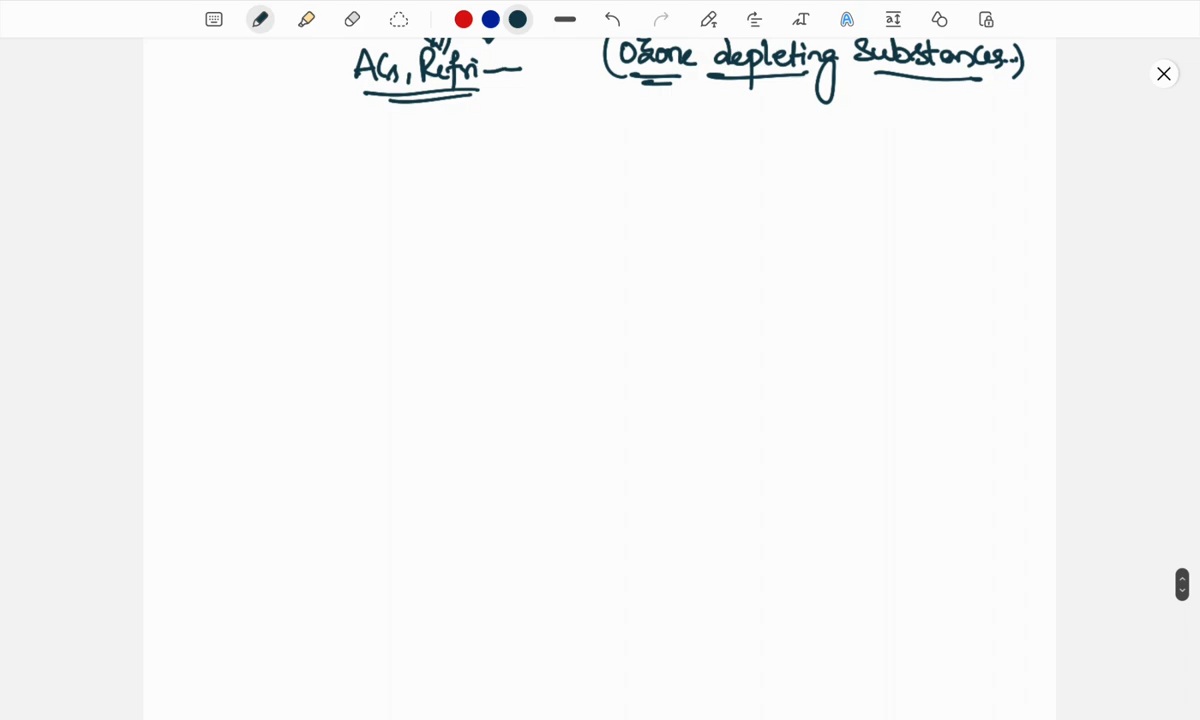 ACs, Refri — (Ozone depleting Substances..)